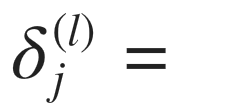 δ_j^{(l)} =